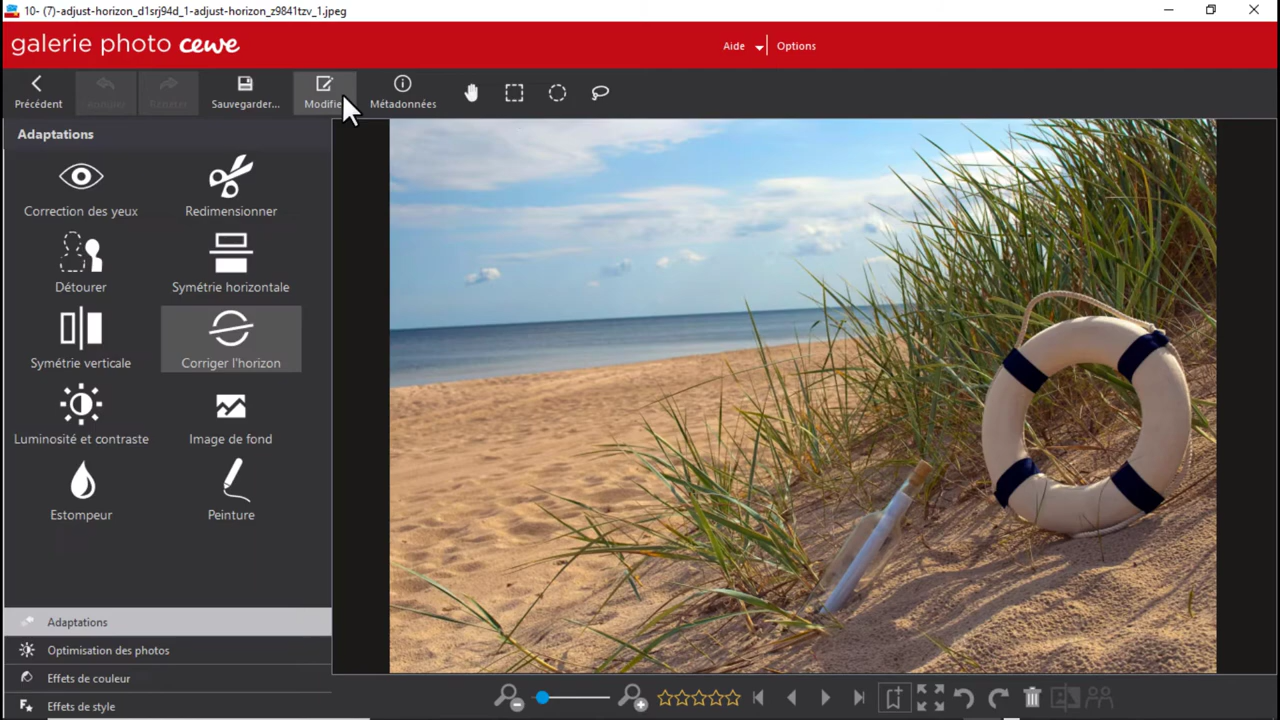 10- (7)-adjust-horizon_d1srj94d_1-adjust-horizon_z9841tzv_1.jpeg
galerie photo cewe
Aide
Options
Précédent
Sauvegarder...
Métadonnées
Adaptations
Correction des yeux
Redimensionner
Détourer
Symétrie horizontale
Symétrie verticale
Corriger l'horizon
Luminosité et contraste
Image de fond
Estompeur
Peinture
Adaptations
Optimisation des photos
Effets de couleur
Effets de style